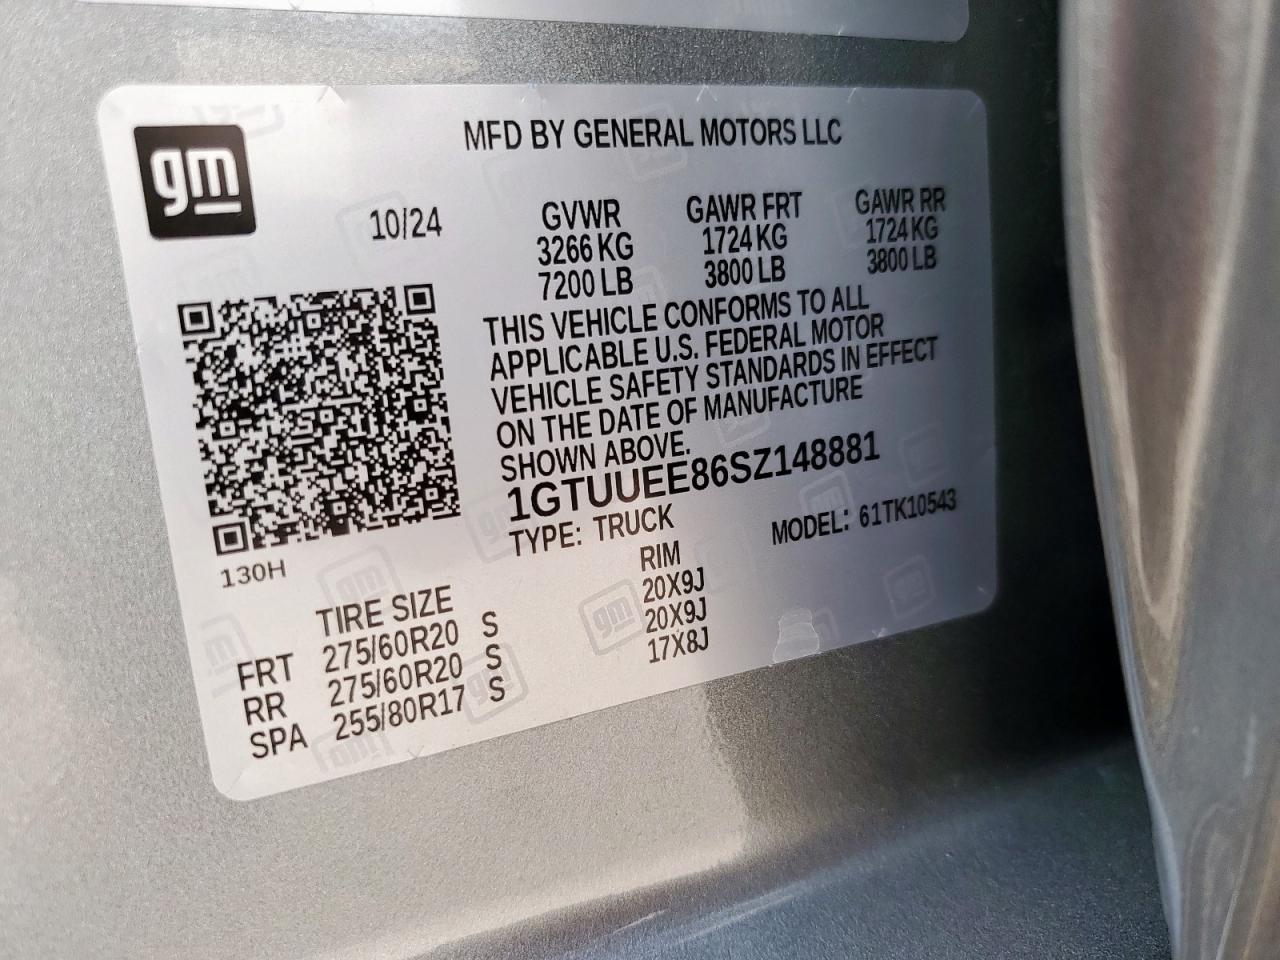 gm
MFD BY GENERAL MOTORS LLC
10/24
GVWR GAWR FRT GAWR RR
3266 KG 1724 KG 1724 KG
7200 LB 3800 LB 3800 LB
THIS VEHICLE CONFORMS TO ALL
APPLICABLE U.S. FEDERAL MOTOR
VEHICLE SAFETY STANDARDS IN EFFECT
ON THE DATE OF MANUFACTURE
SHOWN ABOVE.
1GTUUEE86SZ148881
TYPE: TRUCK MODEL: 61TK10543
130H
TIRE SIZE RIM
FRT 275/60R20 S 20X9J
RR 275/60R20 S 20X9J
SPA 255/80R17 S 17X8J